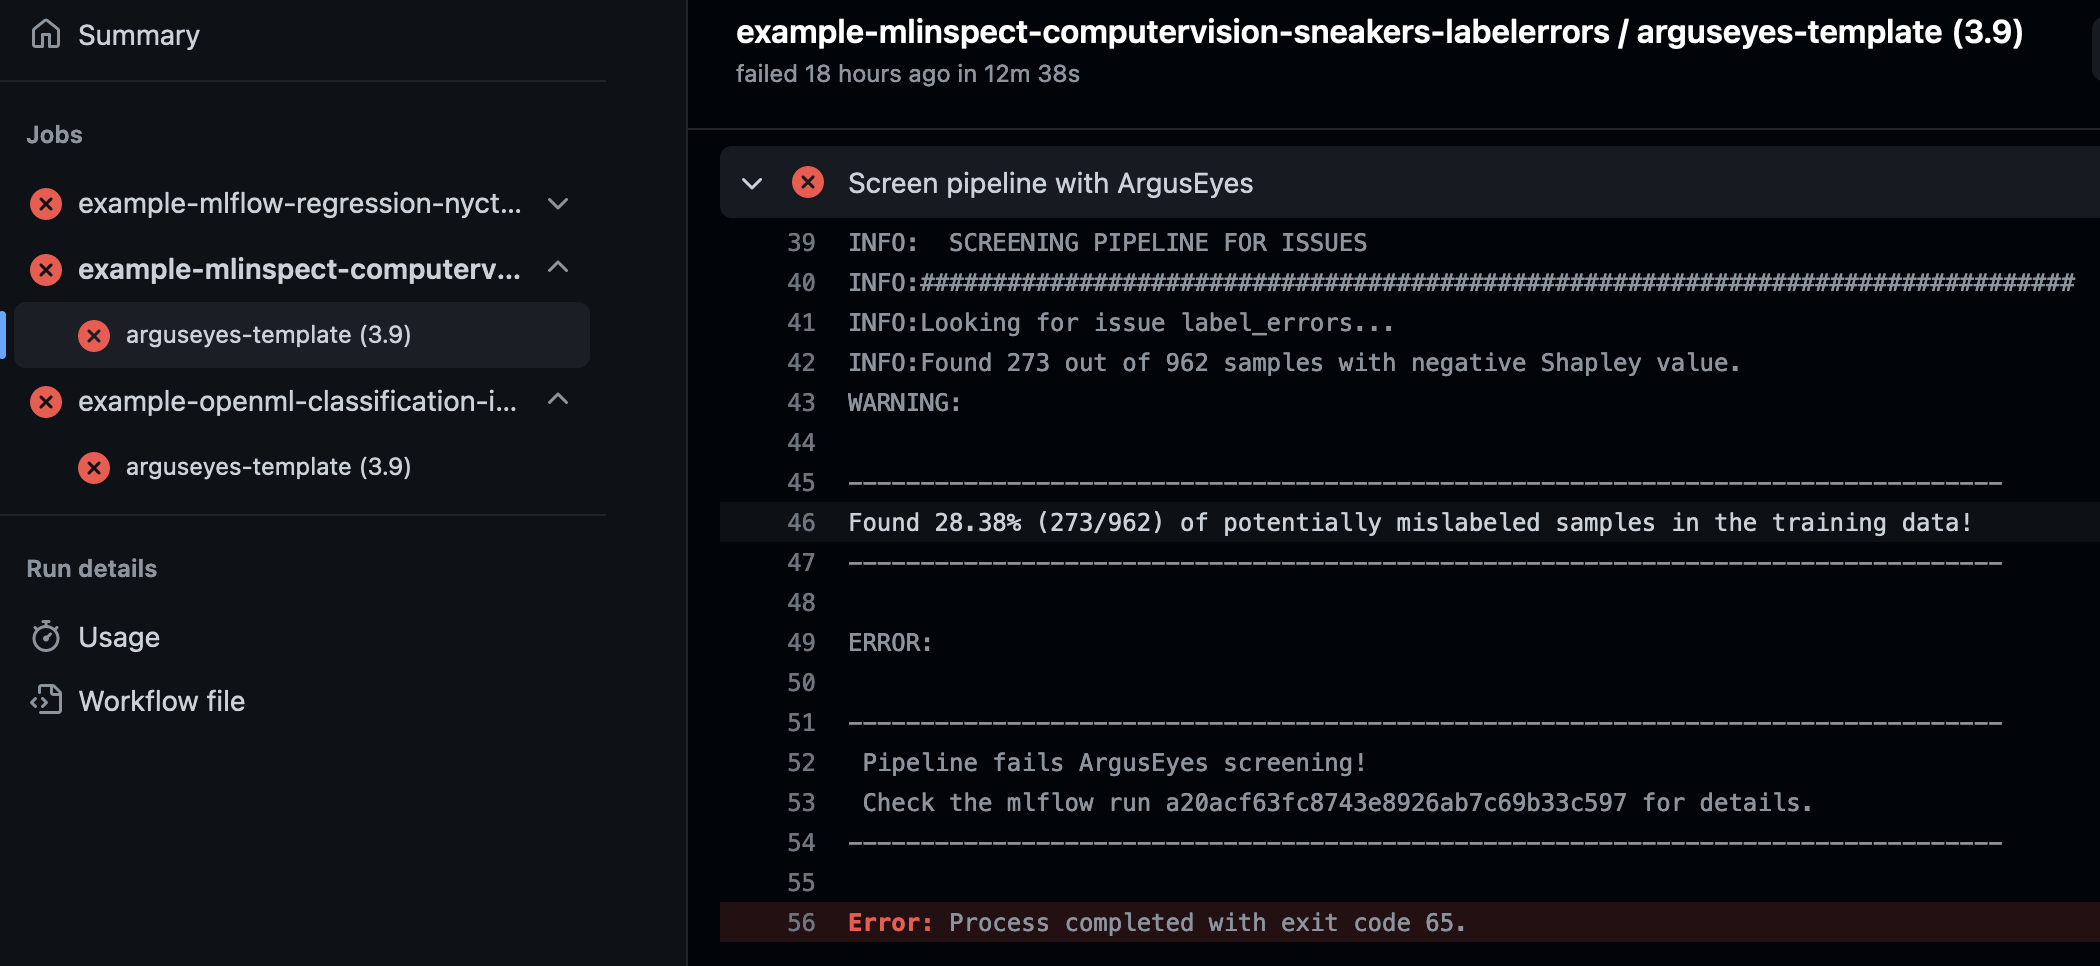 Summary
Jobs
example-mlflow-regression-nyct...
example-mlinspect-computerv...
arguseyes-template (3.9)
example-openml-classification-i...
arguseyes-template (3.9)
Run details
Usage
Workflow file
example-mlinspect-computervision-sneakers-labelerrors / arguseyes-template (3.9)
failed 18 hours ago in 12m 38s
Screen pipeline with ArgusEyes
39 INFO:  SCREENING PIPELINE FOR ISSUES
40 INFO:################################################################################
41 INFO:Looking for issue label_errors...
42 INFO:Found 273 out of 962 samples with negative Shapley value.
43 WARNING:
44
45 --------------------------------------------------------------------------------
46 Found 28.38% (273/962) of potentially mislabeled samples in the training data!
47 --------------------------------------------------------------------------------
48
49 ERROR:
50
51 --------------------------------------------------------------------------------
52  Pipeline fails ArgusEyes screening!
53  Check the mlflow run a20acf63fc8743e8926ab7c69b33c597 for details.
54 --------------------------------------------------------------------------------
55
56 Error: Process completed with exit code 65.